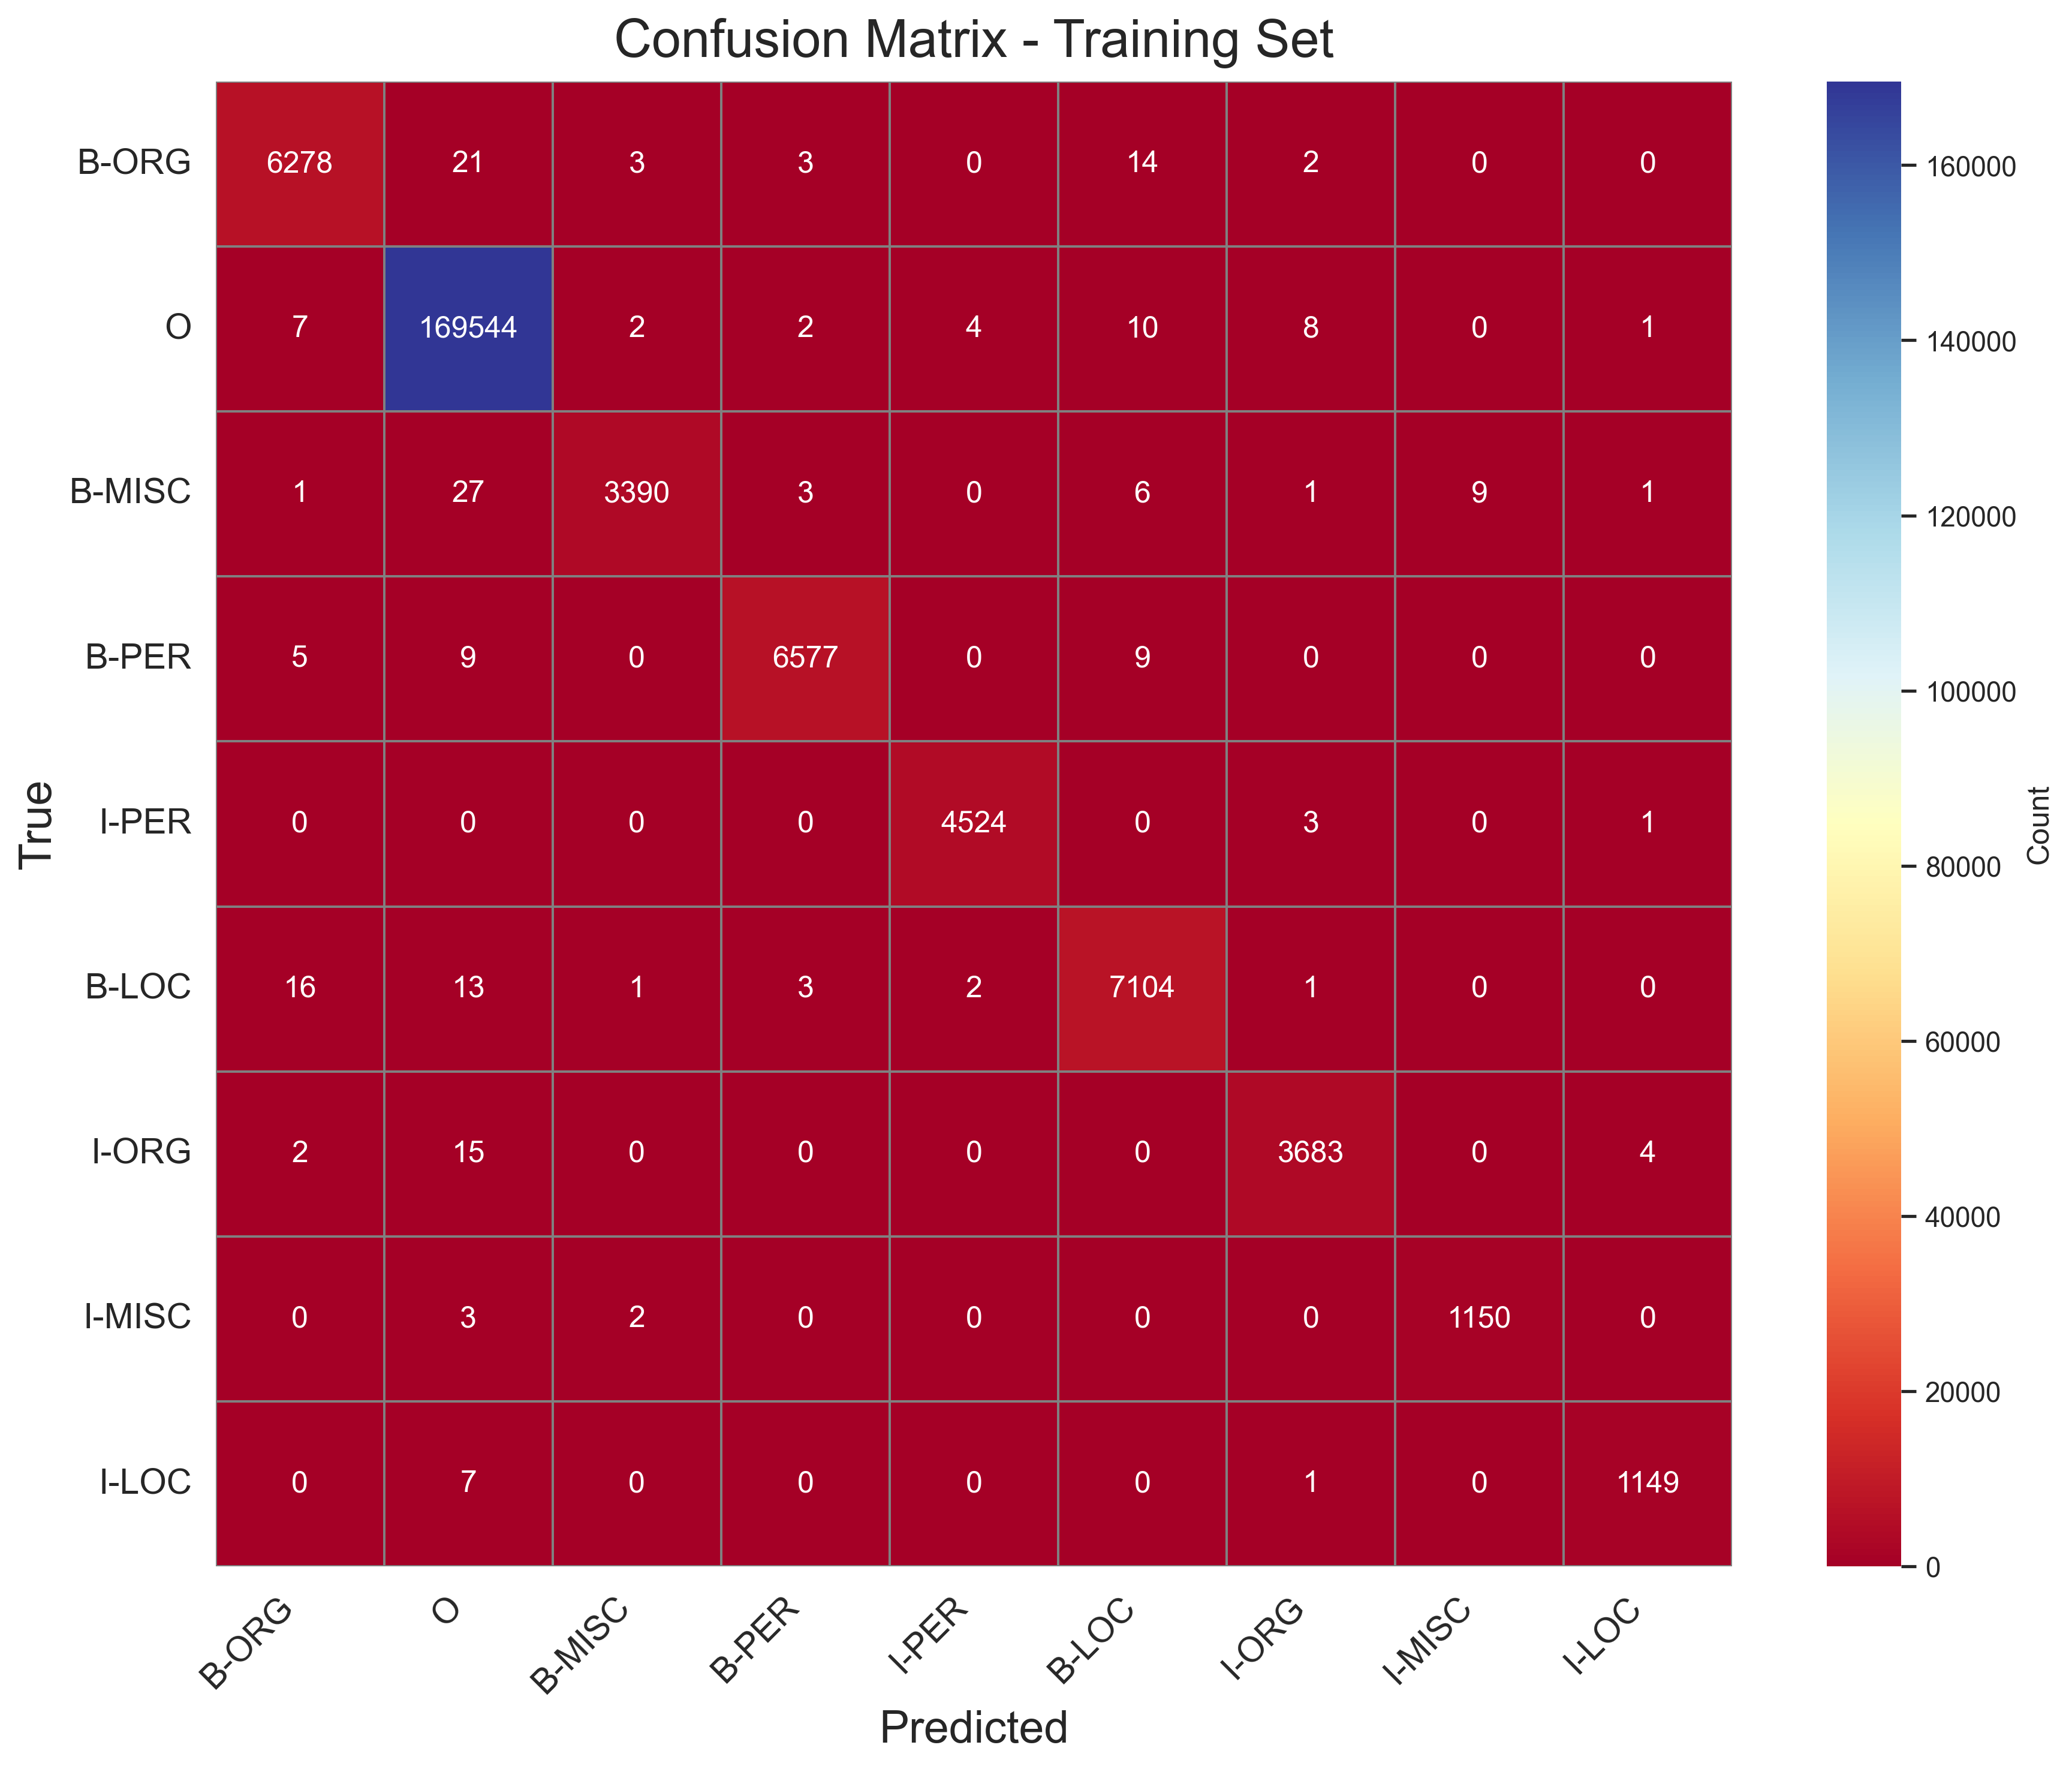 Confusion Matrix - Training Set
B-ORG 6278 21 3 3 0 14 2 0 0
O 7 169544 2 2 4 10 8 0 1
B-MISC 1 27 3390 3 0 6 1 9 1
B-PER 5 9 0 6577 0 9 0 0 0
I-PER 0 0 0 0 4524 0 3 0 1
B-LOC 16 13 1 3 2 7104 1 0 0
I-ORG 2 15 0 0 0 0 3683 0 4
I-MISC 0 3 2 0 0 0 0 1150 0
I-LOC 0 7 0 0 0 0 1 0 1149
B-ORG O B-MISC B-PER I-PER B-LOC I-ORG I-MISC I-LOC
Predicted
True
160000
140000
120000
100000
80000
60000
40000
20000
0
Count